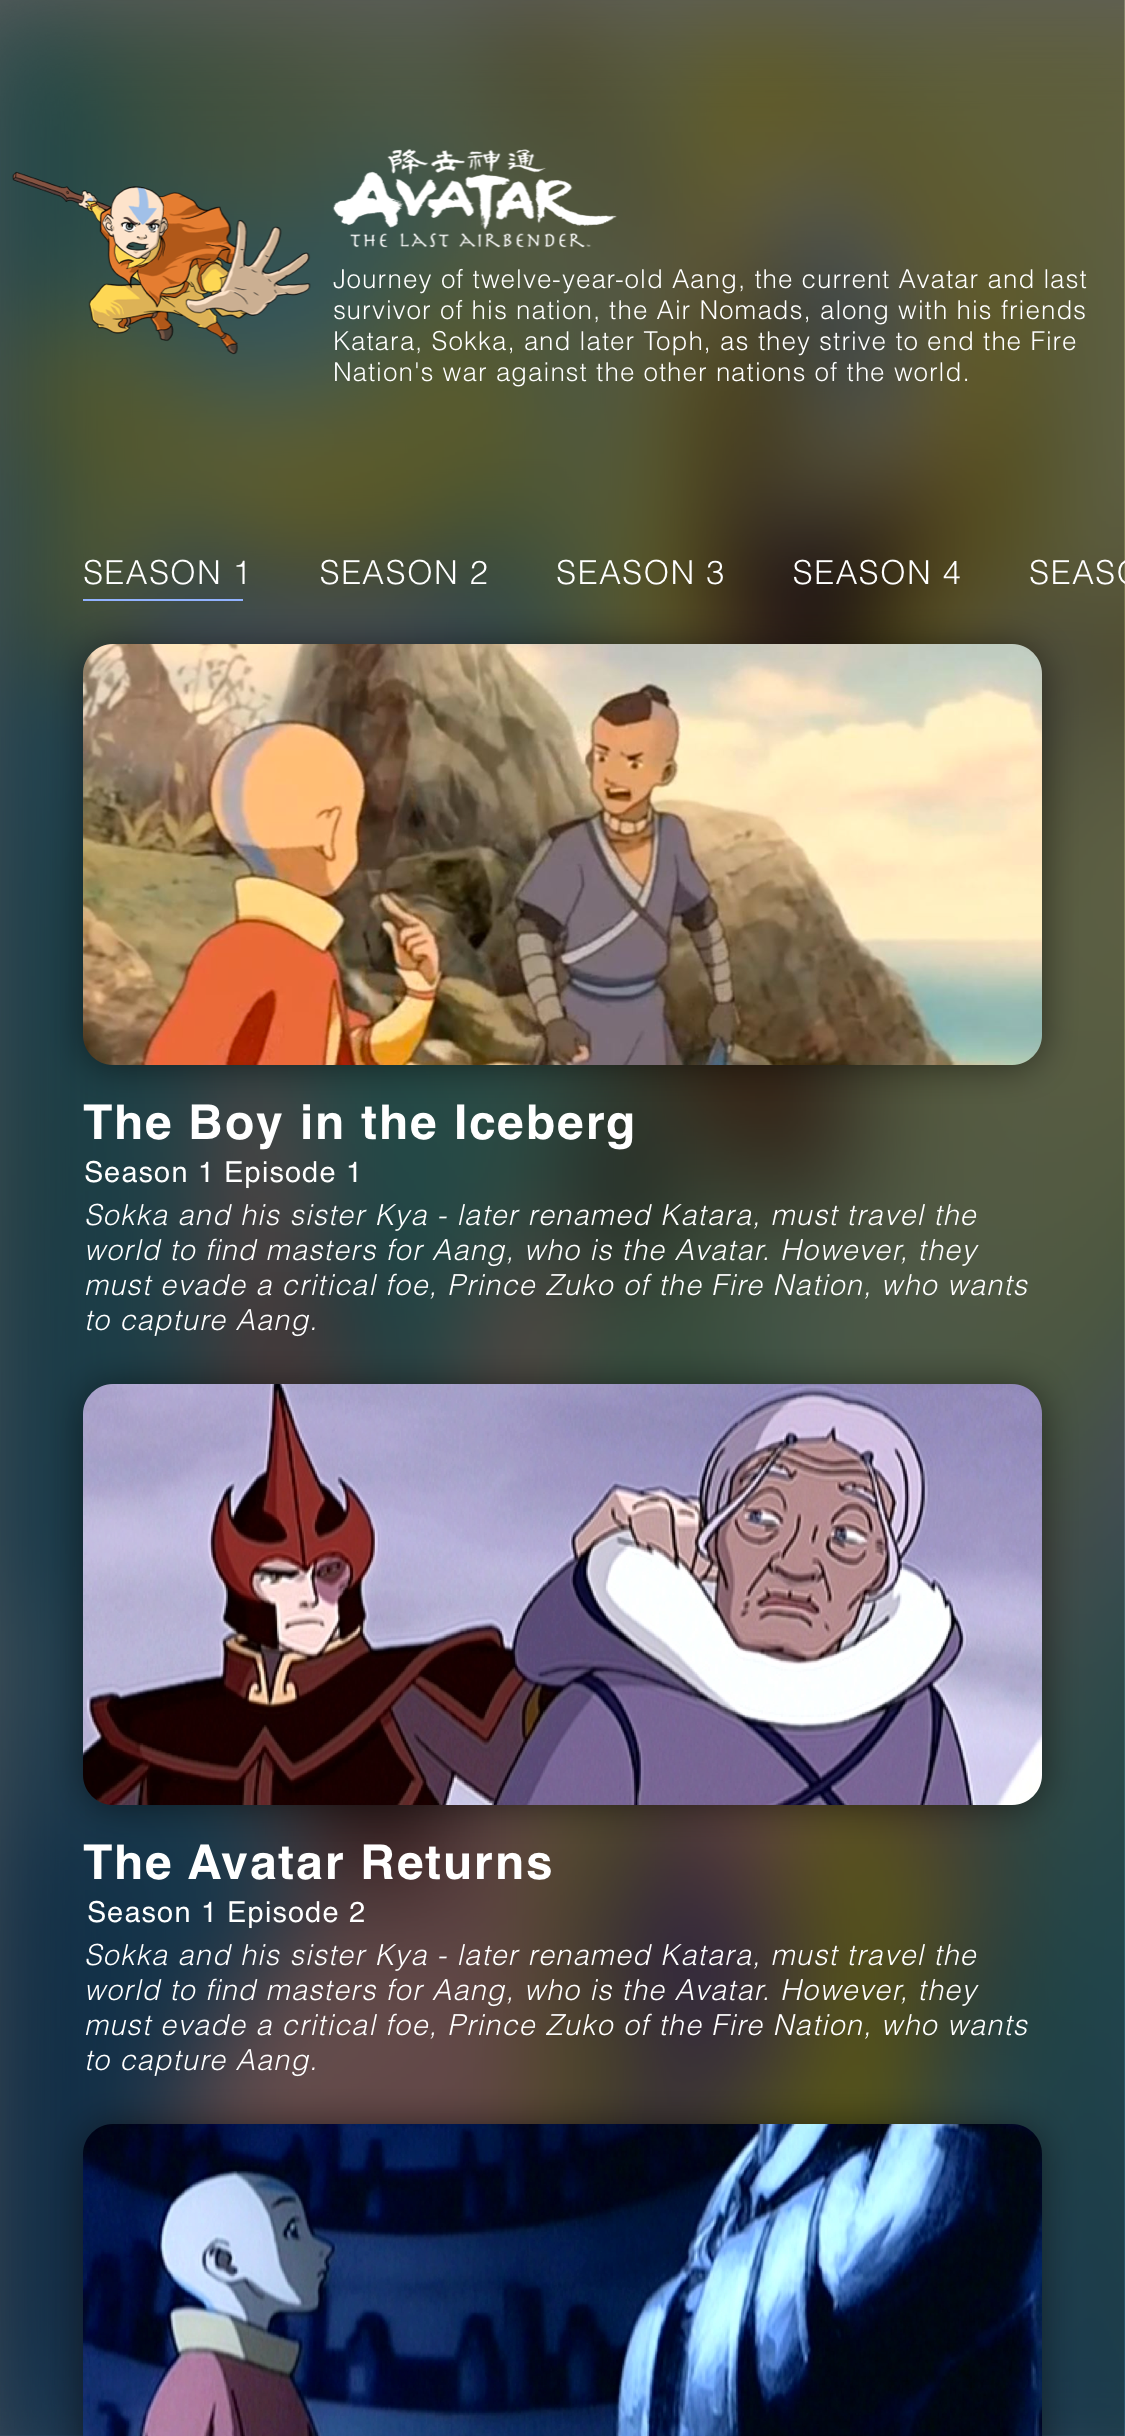 降世神通
AVATAR
THE LAST AIRBENDER.
Journey of twelve-year-old Aang, the current Avatar and last
survivor of his nation, the Air Nomads, along with his friends
Katara, Sokka, and later Toph, as they strive to end the Fire
Nation's war against the other nations of the world.
SEASON 1 SEASON 2 SEASON 3 SEASON 4 SEASO
The Boy in the Iceberg
Season 1 Episode 1
Sokka and his sister Kya - later renamed Katara, must travel the
world to find masters for Aang, who is the Avatar. However, they
must evade a critical foe, Prince Zuko of the Fire Nation, who wants
to capture Aang.
The Avatar Returns
Season 1 Episode 2
Sokka and his sister Kya - later renamed Katara, must travel the
world to find masters for Aang, who is the Avatar. However, they
must evade a critical foe, Prince Zuko of the Fire Nation, who wants
to capture Aang.